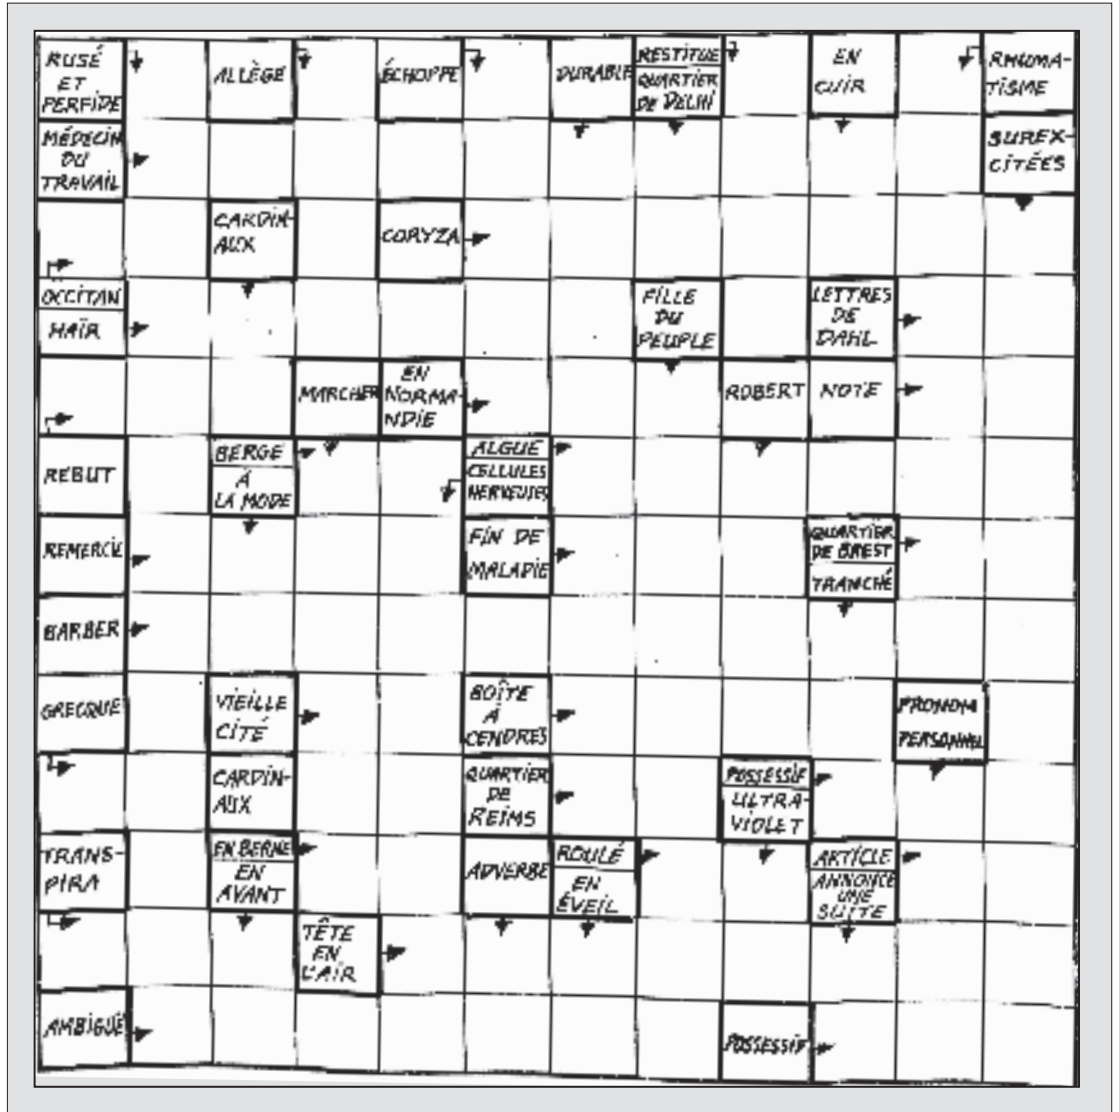 RUSÉ
ET
PERFIDE
ALLÈGE
ÉCHOPPE
DURABLE
RESTITUE
QUARTIER
DE DELHI
EN
CUIR
RHUMA-
TISME
MÉDECIN
DU
TRAVAIL
SUREX-
CITÉES
CARDIN-
AUX
CORYZA
OCCITAN
HAÏR
FILLE
DU
PEUPLE
LETTRES
DE
DAHL
MARCHER
EN
NORMA-
NDIE
ROBERT
NOTE
REBUT
BERGE
À
LA MODE
ALGUE
CELLULES
NERVEUSES
REMERCIE
FIN DE
MALADIE
QUARTIER
DE BREST
TRANCHÉ
BARBER
GRECQUE
VIEILLE
CITÉ
BOÎTE
À
CENDRES
PRONOM
PERSONNEL
CARDIN-
AUX
QUARTIER
DE
REIMS
POSSESSIF
ULTRA-
VIOLET
TRANS-
PIRA
EN BERNE
EN
AVANT
ADVERBE
ROULÉ
EN
ÉVEIL
ARTICLE
ANNONCE
UNE
SUITE
TÊTE
EN
L'AIR
AMBIGUË
POSSESSIF